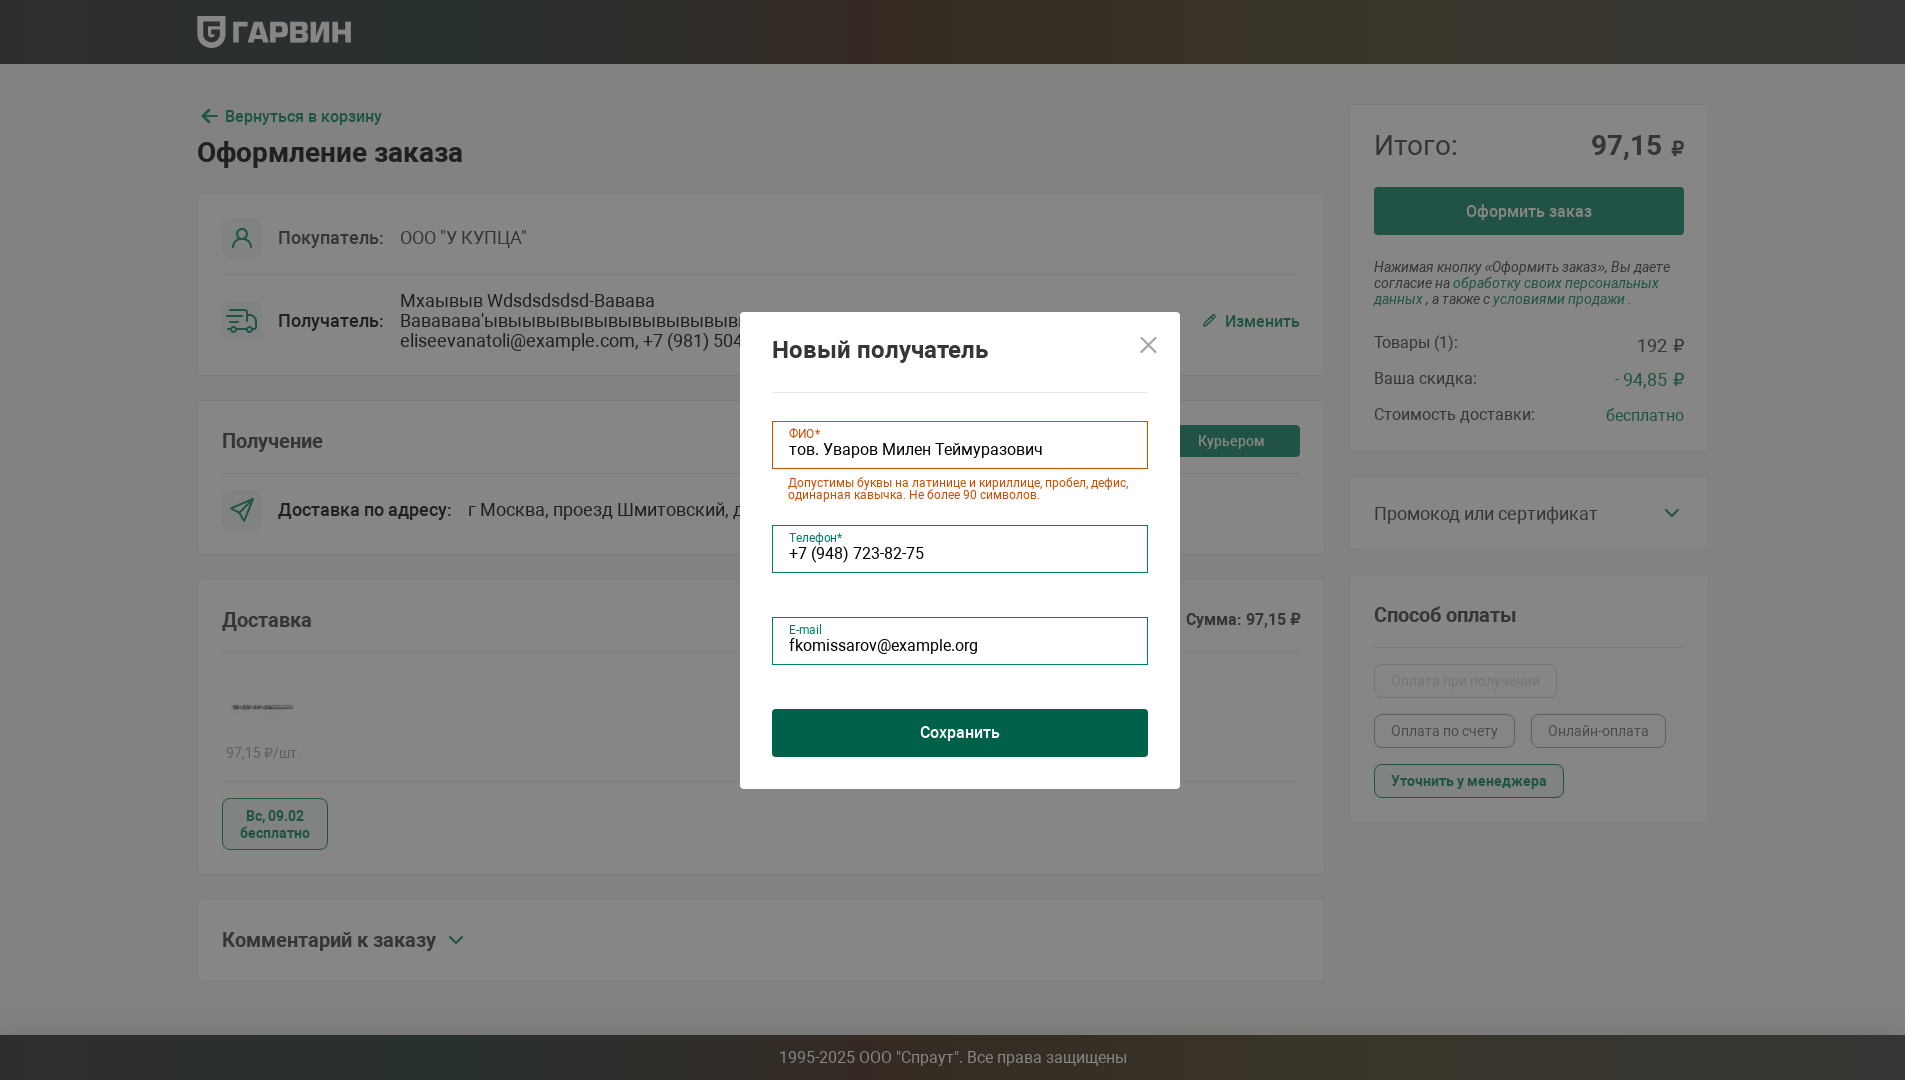 ГАРВИН
Вернуться в корзину
Оформление заказа
Покупатель: ООО "У КУПЦА"
Получатель:
Мхаывыв Wdsdsdsdsd-Вавава
eliseevanatoli@example.com, +7 (981) 504
Изменить
Получение
Курьером
Доставка по адресу: г Москва, проезд Шмитовский, д
Доставка
Сумма: 97,15 ₽
97,15 ₽/шт.
Вс, 09.02
бесплатно
Комментарий к заказу
Новый получатель
ФИО*
тов. Уваров Милен Теймуразович
Допустимы буквы на латинице и кириллице, пробел, дефис,
одинарная кавычка. Не более 90 символов.
Телефон*
+7 (948) 723-82-75
E-mail
fkomissarov@example.org
Сохранить
Итого: 97,15 ₽
Оформить заказ
Нажимая кнопку «Оформить заказ», Вы даете
согласие на обработку своих персональных
данных , а также с условиями продажи .
Товары (1): 192 ₽
Ваша скидка: - 94,85 ₽
Стоимость доставки: бесплатно
Промокод или сертификат
Способ оплаты
Оплата при получении
Оплата по счету Онлайн-оплата
Уточнить у менеджера
1995-2025 ООО "Спраут". Все права защищены